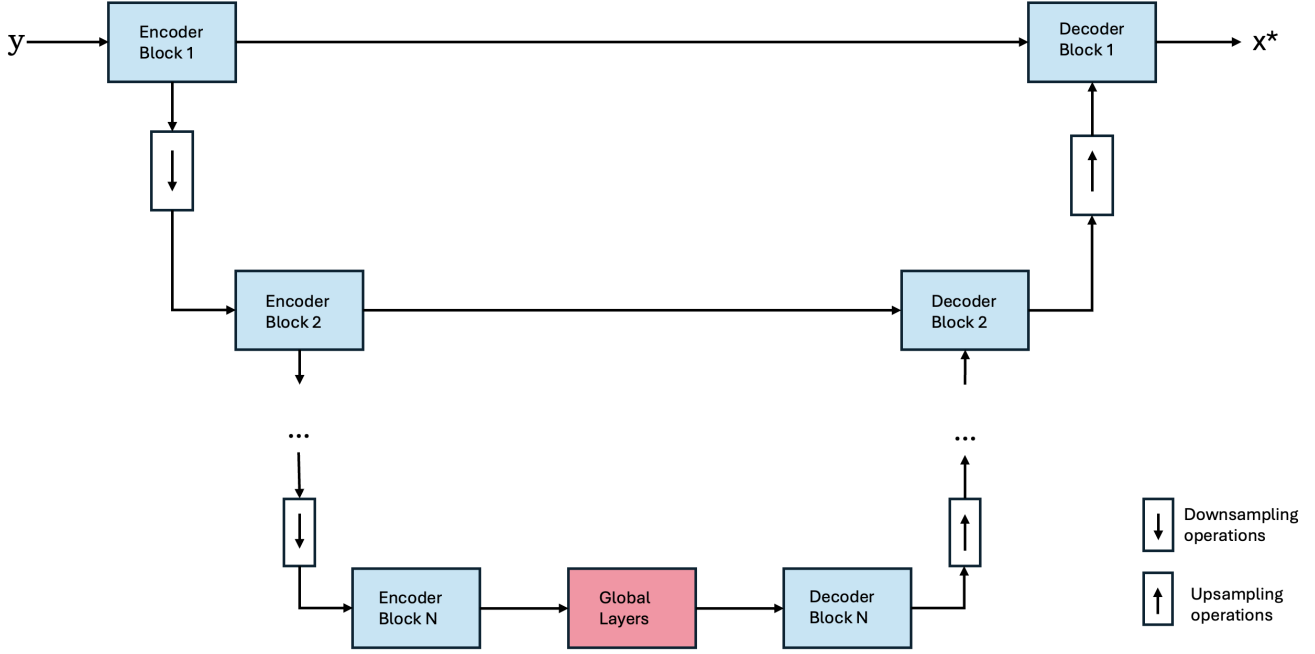 y
Encoder
Block 1
Decoder
Block 1
x*
Encoder
Block 2
Decoder
Block 2
...
...
Encoder
Block N
Global
Layers
Decoder
Block N
Downsampling
operations
Upsampling
operations